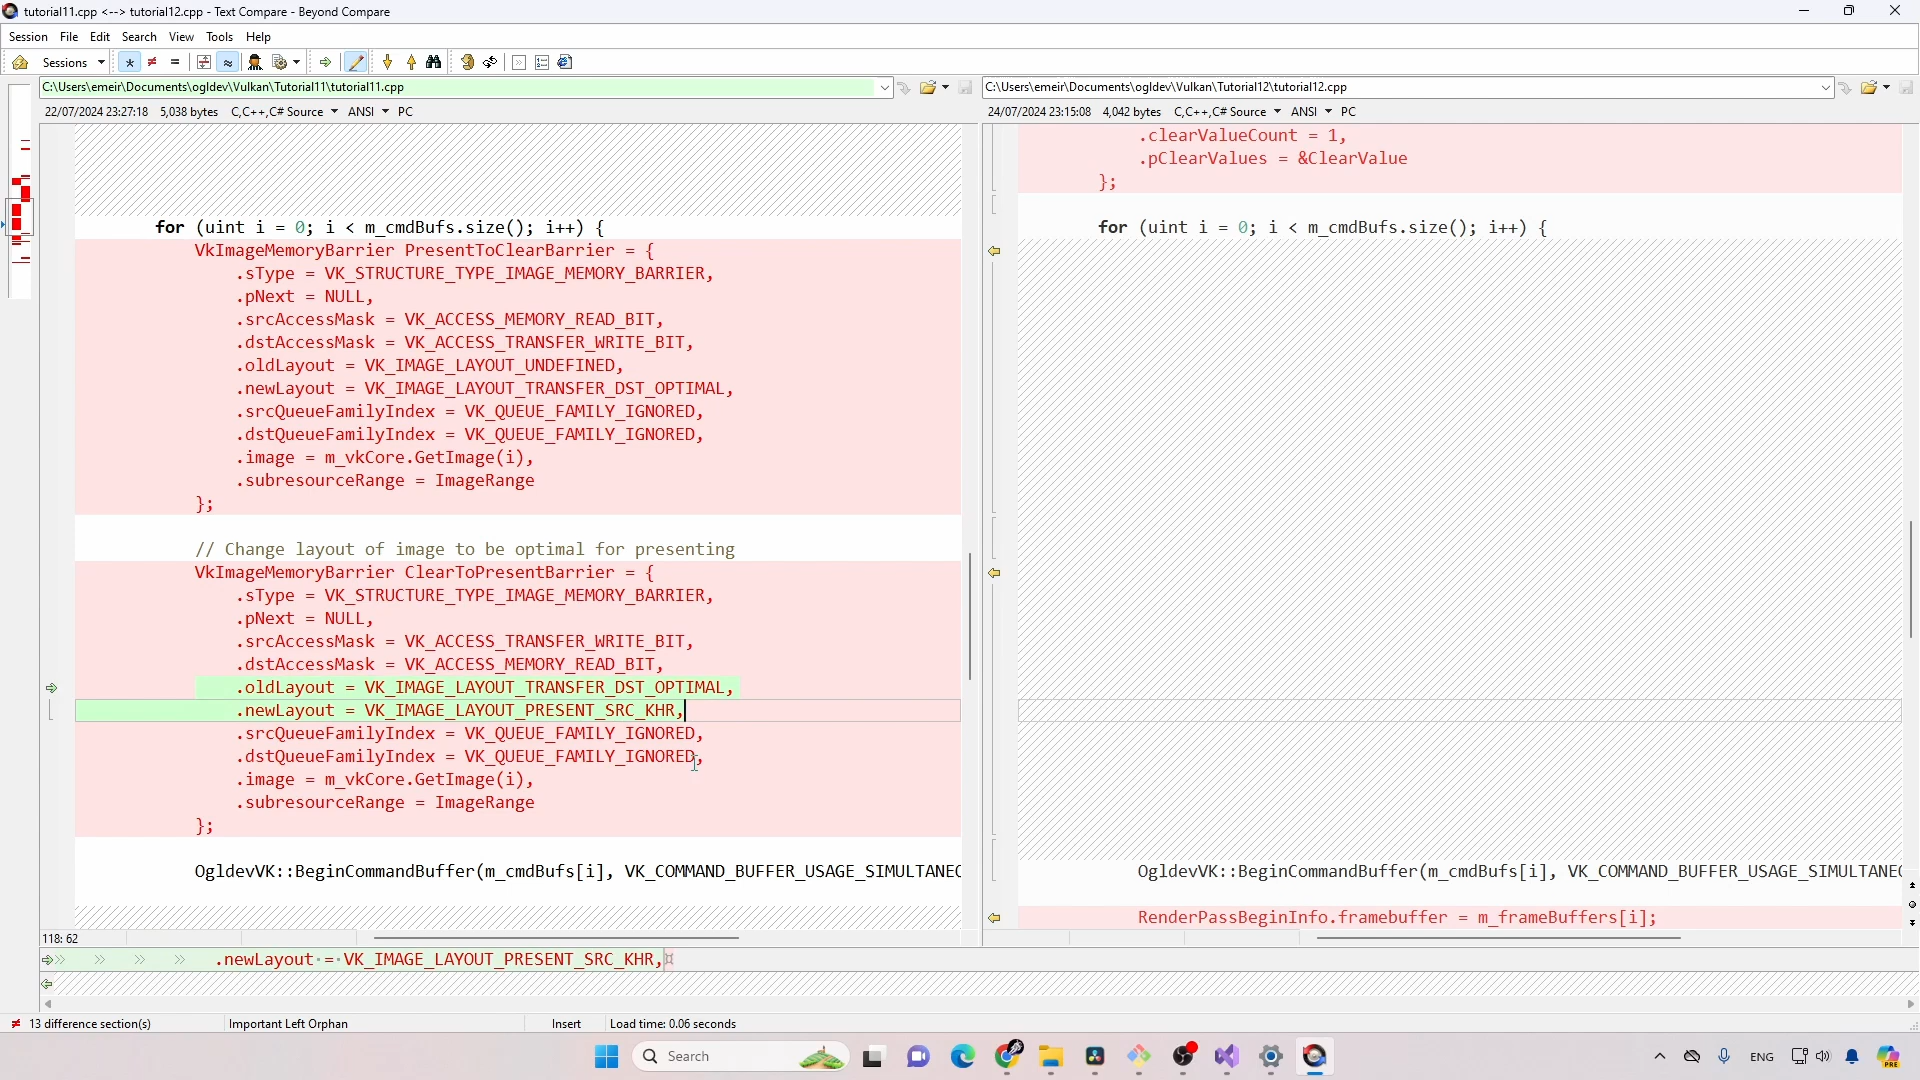 tutorial11.cpp <--> tutorial12.cpp - Text Compare - Beyond Compare
Session File Edit Search View Tools Help
Sessions
C:\Users\emeir\Documents\ogldev\Vulkan\Tutorial11\tutorial11.cpp
C:\Users\emeir\Documents\ogldev\Vulkan\Tutorial12\tutorial12.cpp
22/07/2024 23:27:18 5,038 bytes C,C++,C# Source ANSI PC
24/07/2024 23:15:08 4,042 bytes C,C++,C# Source ANSI PC
for (uint i = 0; i < m_cmdBufs.size(); i++) {
VkImageMemoryBarrier PresentToClearBarrier = {
.sType = VK_STRUCTURE_TYPE_IMAGE_MEMORY_BARRIER,
.pNext = NULL,
.srcAccessMask = VK_ACCESS_MEMORY_READ_BIT,
.dstAccessMask = VK_ACCESS_TRANSFER_WRITE_BIT,
.oldLayout = VK_IMAGE_LAYOUT_UNDEFINED,
.newLayout = VK_IMAGE_LAYOUT_TRANSFER_DST_OPTIMAL,
.srcQueueFamilyIndex = VK_QUEUE_FAMILY_IGNORED,
.dstQueueFamilyIndex = VK_QUEUE_FAMILY_IGNORED,
.image = m_vkCore.GetImage(i),
.subresourceRange = ImageRange
};
// Change layout of image to be optimal for presenting
VkImageMemoryBarrier ClearToPresentBarrier = {
.sType = VK_STRUCTURE_TYPE_IMAGE_MEMORY_BARRIER,
.pNext = NULL,
.srcAccessMask = VK_ACCESS_TRANSFER_WRITE_BIT,
.dstAccessMask = VK_ACCESS_MEMORY_READ_BIT,
.oldLayout = VK_IMAGE_LAYOUT_TRANSFER_DST_OPTIMAL,
.newLayout = VK_IMAGE_LAYOUT_PRESENT_SRC_KHR,
.srcQueueFamilyIndex = VK_QUEUE_FAMILY_IGNORED,
.dstQueueFamilyIndex = VK_QUEUE_FAMILY_IGNORED,
.image = m_vkCore.GetImage(i),
.subresourceRange = ImageRange
};
OgldevVK::BeginCommandBuffer(m_cmdBufs[i], VK_COMMAND_BUFFER_USAGE_SIMULTANEO
.clearValueCount = 1,
.pClearValues = &ClearValue
};
for (uint i = 0; i < m_cmdBufs.size(); i++) {
OgldevVK::BeginCommandBuffer(m_cmdBufs[i], VK_COMMAND_BUFFER_USAGE_SIMULTANEO
RenderPassBeginInfo.framebuffer = m_frameBuffers[i];
118: 62
.newLayout·=·VK_IMAGE_LAYOUT_PRESENT_SRC_KHR,¤
13 difference section(s) Important Left Orphan Insert Load time: 0.06 seconds
Search
ENG
PRE